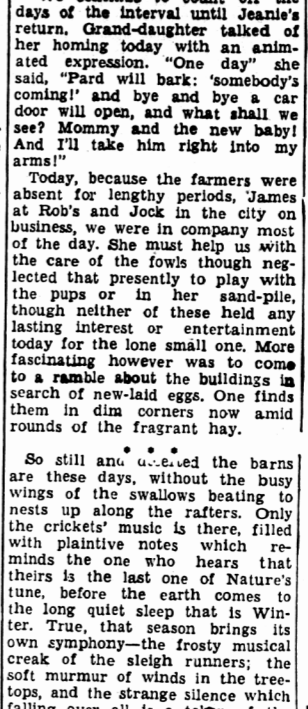 days of the interval until Jeanie's
return. Grand-daughter talked of
her homing today with an anim-
ated expression. "One day" she
said, "Pard will bark: 'somebody's
coming!' and bye and bye a car
door will open, and what shall we
see? Mommy and the new baby!
And I'll take him right into my
arms!"
Today, because the farmers were
absent for lengthy periods, James
at Rob's and Jock in the city on
business, we were in company most
of the day. She must help us with
the care of the fowls though neg-
lected that presently to play with
the pups or in her sand-pile,
though neither of these held any
lasting interest or entertainment
today for the lone small one. More
fascinating however was to come
to a ramble about the buildings in
search of new-laid eggs. One finds
them in dim corners now amid
rounds of the fragrant hay.
* * *
So still and deserted the barns
are these days, without the busy
wings of the swallows beating to
nests up along the rafters. Only
the crickets' music is there, filled
with plaintive notes which re-
minds the one who hears that
theirs is the last one of Nature's
tune, before the earth comes to
the long quiet sleep that is Win-
ter. True, that season brings its
own symphony—the frosty musical
creak of the sleigh runners; the
soft murmur of winds in the tree-
tops, and the strange silence which